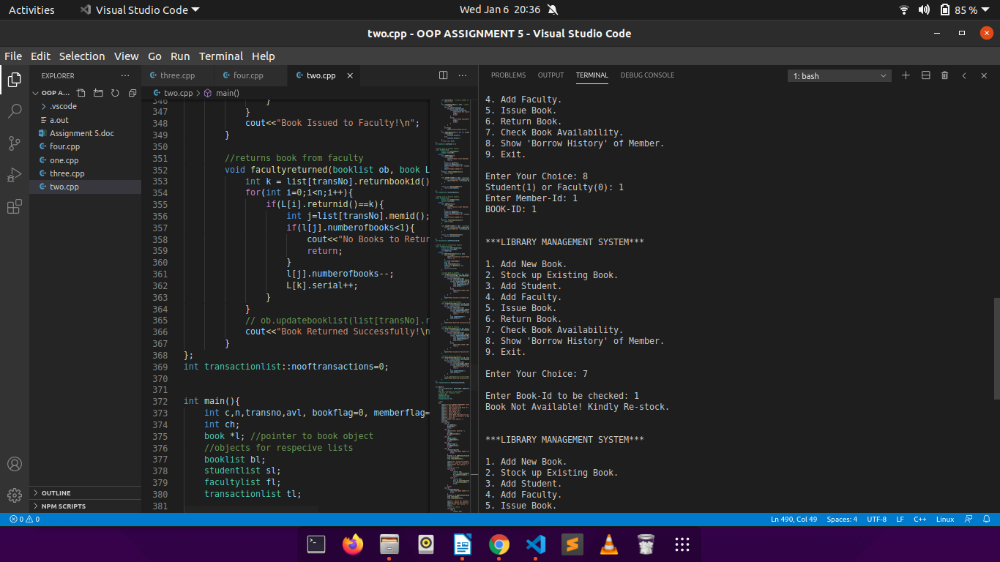 Activities
Visual Studio Code
Wed Jan 6 20:36
85 %
two.cpp - OOP ASSIGNMENT 5 - Visual Studio Code
File Edit Selection View Go Run Terminal Help
EXPLORER
OOP A...
.vscode
a.out
Assignment 5.doc
four.cpp
one.cpp
three.cpp
two.cpp
OUTLINE
NPM SCRIPTS
three.cpp
four.cpp
two.cpp
two.cpp > main()
346 }
347 }
348 cout<<"Book Issued to Faculty!\n";
349 }
350
351 //returns book from faculty
352 void facultyreturned(booklist ob, book L
353 int k = list[transNo].returnbookid()
354 for(int i=0;i<n;i++){
355 if(L[i].returnid()==k){
356 int j=list[transNo].memid();
357 if(l[j].numberofbooks<1){
358 cout<<"No Books to Retur
359 return;
360 }
361 l[j].numberofbooks--;
362 L[k].serial++;
363 }
364 }
365 // ob.updatebooklist(list[transNo].r
366 cout<<"Book Returned Successfully!\n
367 }
368 };
369 int transactionlist::nooftransactions=0;
370
371
372 int main(){
373 int c,n,transno,avl, bookflag=0, memberflag=
374 int ch;
375 book *l; //pointer to book object
376 //objects for respecive lists
377 booklist bl;
378 studentlist sl;
379 facultylist fl;
380 transactionlist tl;
381
PROBLEMS OUTPUT TERMINAL DEBUG CONSOLE
1: bash
4. Add Faculty.
5. Issue Book.
6. Return Book.
7. Check Book Availability.
8. Show 'Borrow History' of Member.
9. Exit.
Enter Your Choice: 8
Student(1) or Faculty(0): 1
Enter Member-Id: 1
BOOK-ID: 1
***LIBRARY MANAGEMENT SYSTEM***
1. Add New Book.
2. Stock up Existing Book.
3. Add Student.
4. Add Faculty.
5. Issue Book.
6. Return Book.
7. Check Book Availability.
8. Show 'Borrow History' of Member.
9. Exit.
Enter Your Choice: 7
Enter Book-Id to be checked: 1
Book Not Available! Kindly Re-stock.
***LIBRARY MANAGEMENT SYSTEM***
1. Add New Book.
2. Stock up Existing Book.
3. Add Student.
4. Add Faculty.
5. Issue Book.
0 0
Ln 490, Col 49 Spaces: 4 UTF-8 LF C++ Linux